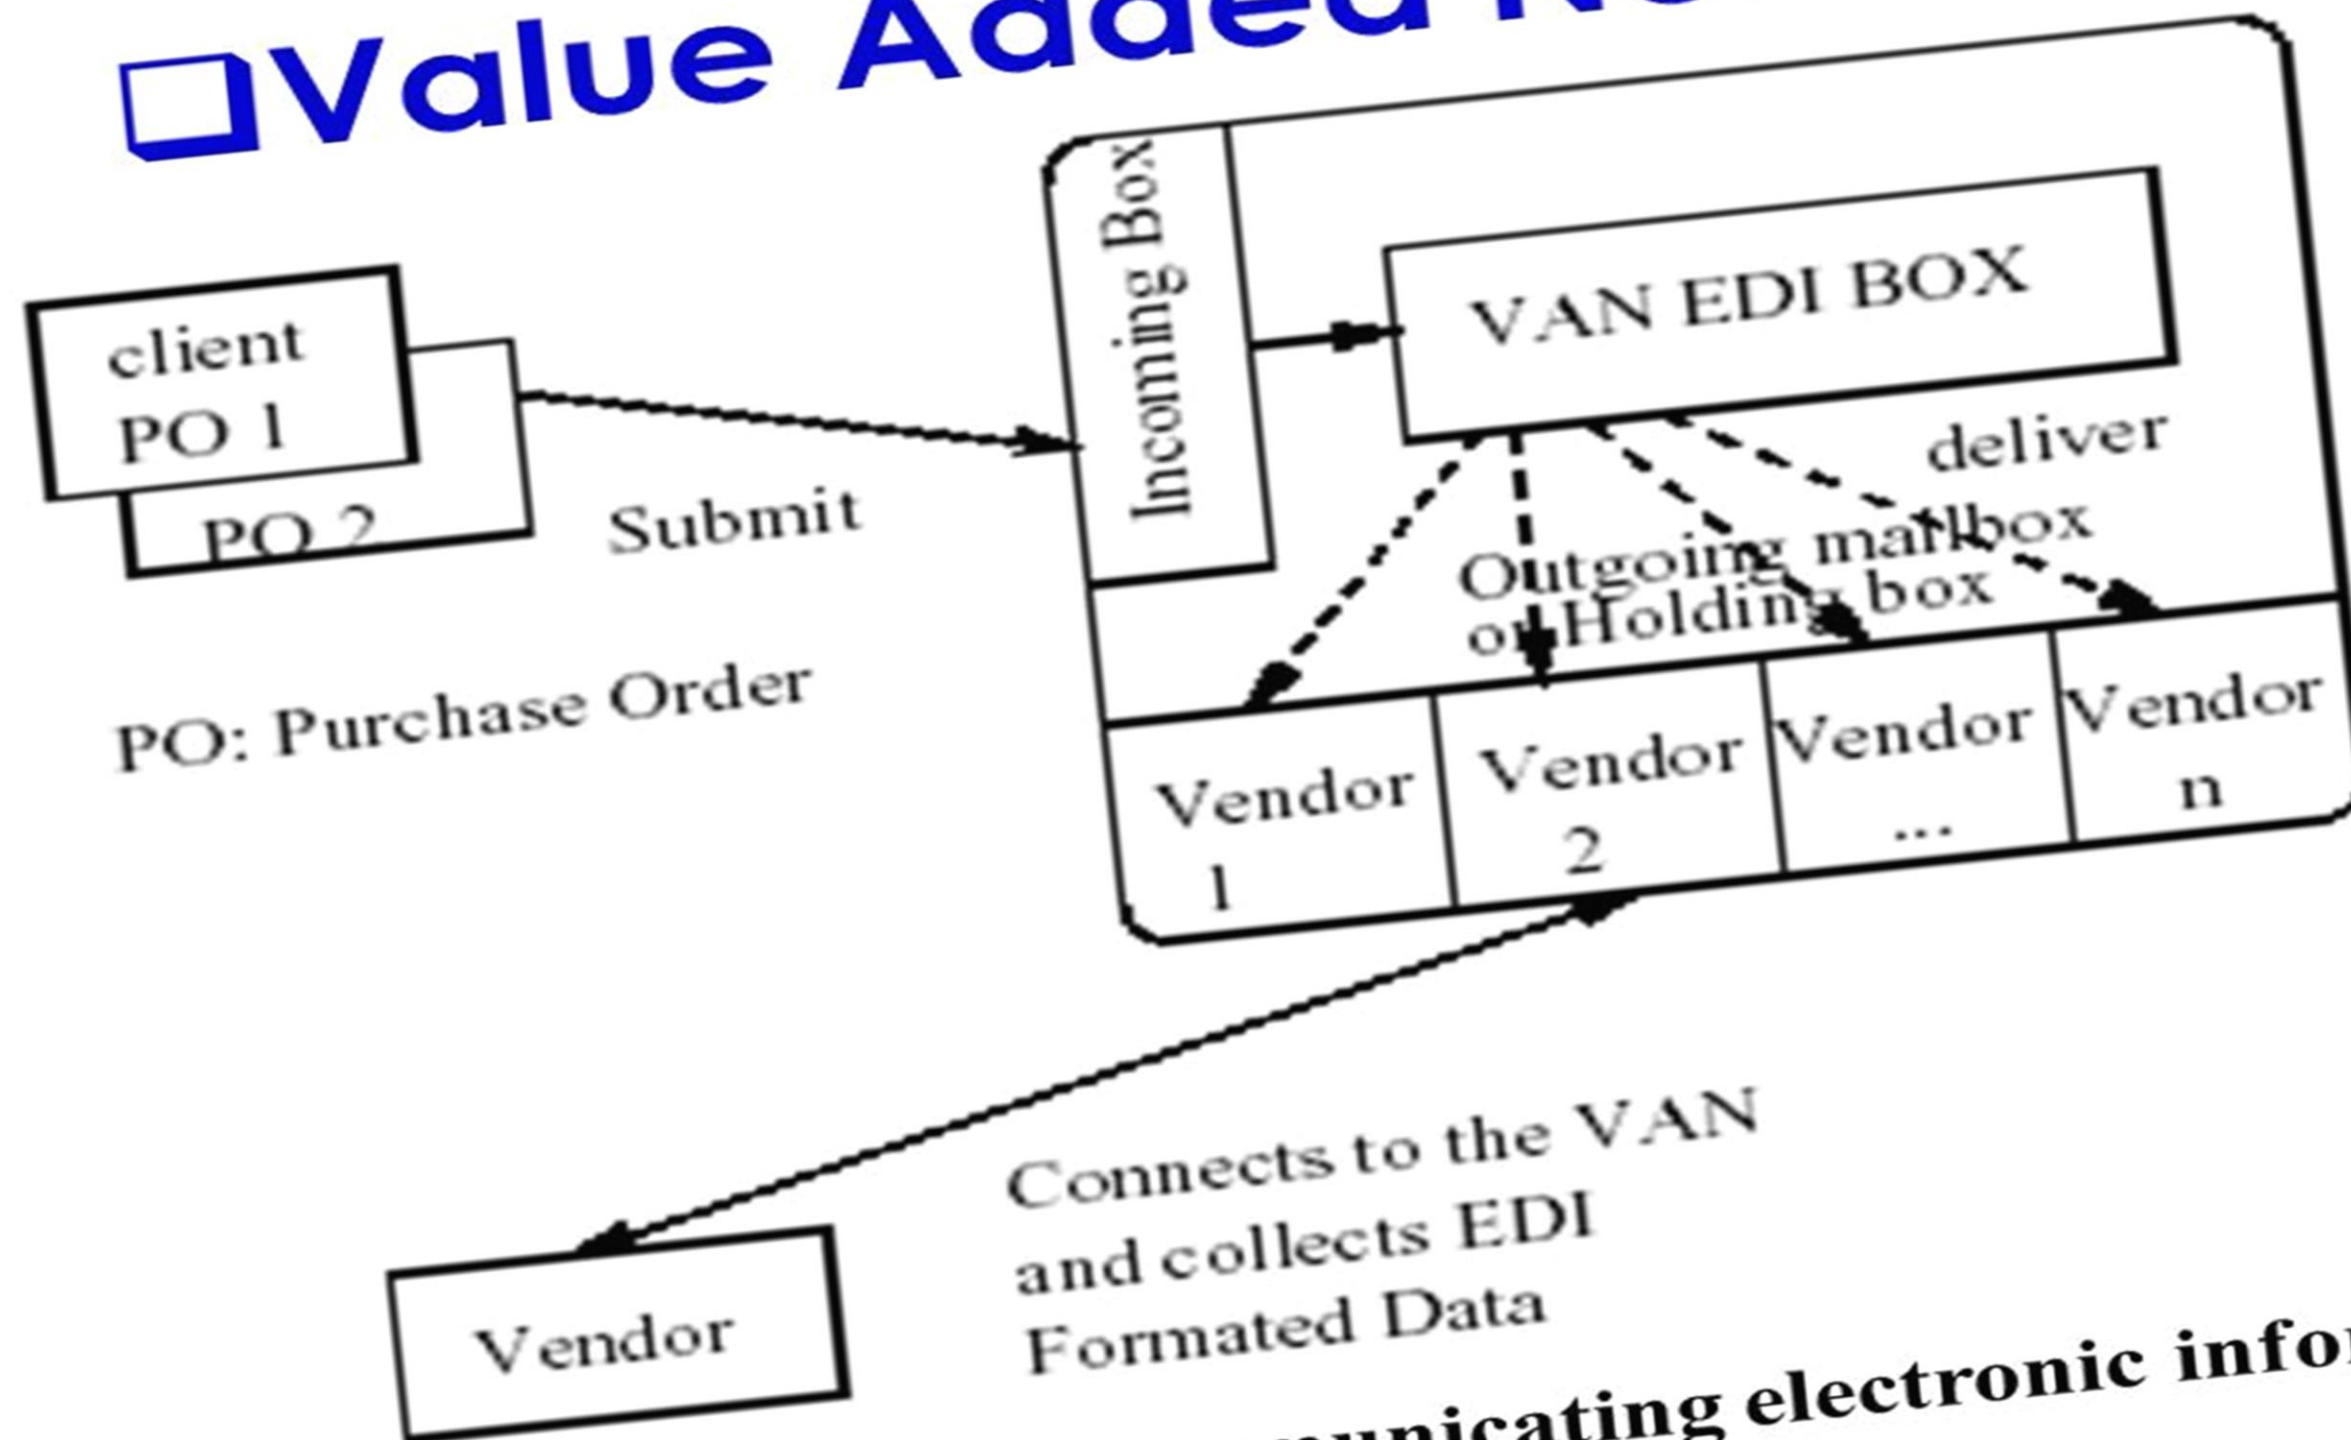 Value Added
Incoming Box
VAN EDI BOX
client
PO 1
PO 2
Submit
deliver
Outgoing mailbox
or Holding box
PO: Purchase Order
Vendor
1
Vendor
2
Vendor
...
Vendor
n
Connects to the VAN
and collects EDI
Formated Data
Vendor
electronic